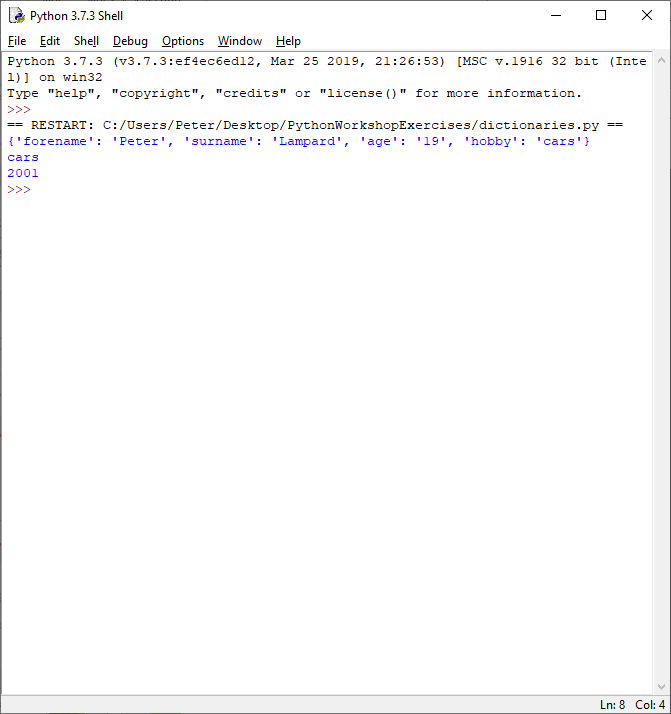 Python 3.7.3 Shell
File Edit Shell Debug Options Window Help
Python 3.7.3 (v3.7.3:ef4ec6ed12, Mar 25 2019, 21:26:53) [MSC v.1916 32 bit (Inte
l)] on win32
Type "help", "copyright", "credits" or "license()" for more information.
>>>
== RESTART: C:/Users/Peter/Desktop/PythonWorkshopExercises/dictionaries.py ==
{'forename': 'Peter', 'surname': 'Lampard', 'age': '19', 'hobby': 'cars'}
cars
2001
>>>
Ln: 8 Col: 4